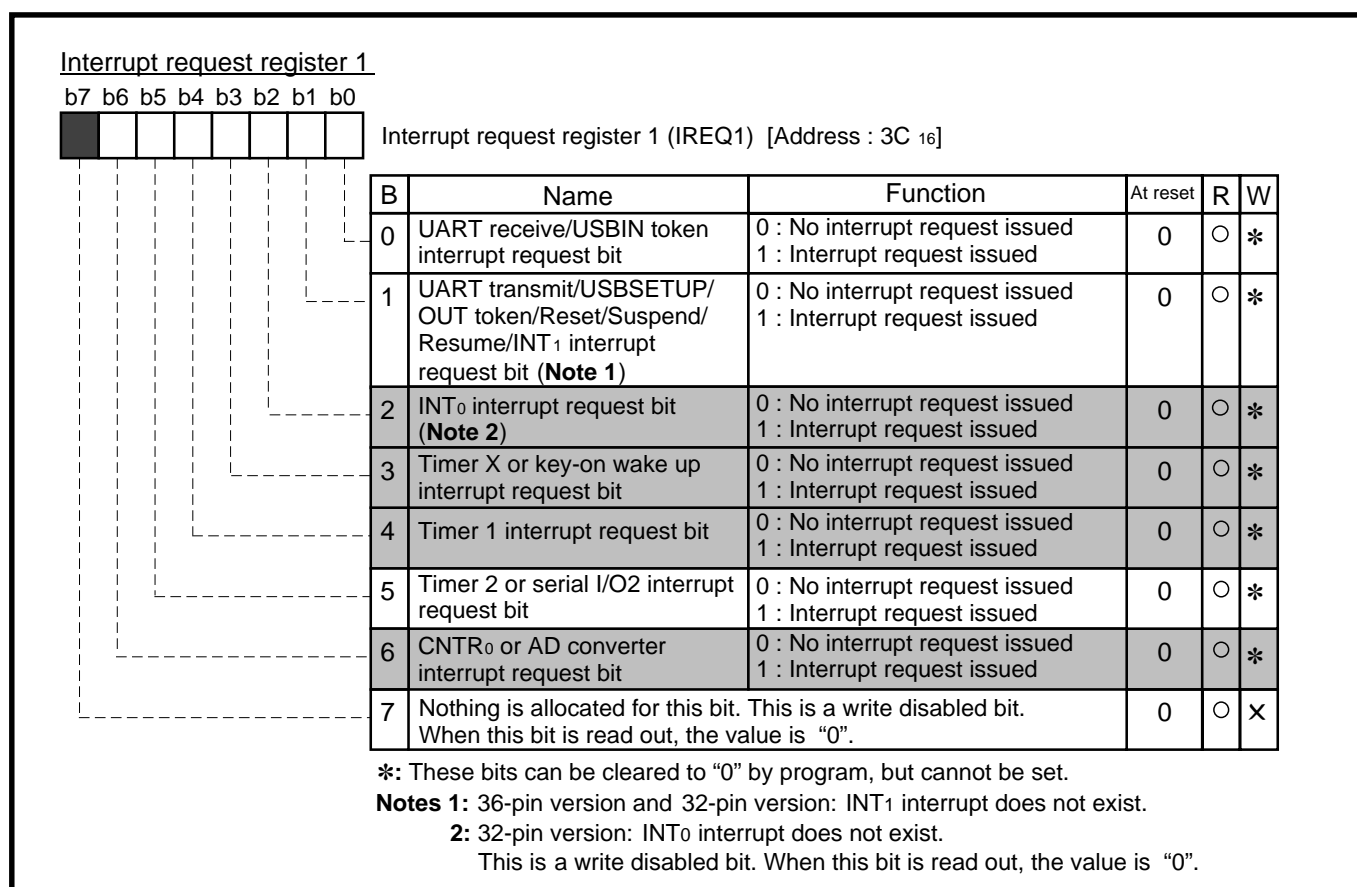 Interrupt request register 1
b7 b6 b5 b4 b3 b2 b1 b0
Interrupt request register 1 (IREQ1) [Address : 3C 16]
B Name Function At reset R W
0 UART receive/USBIN token 0 : No interrupt request issued 0 ○ *
interrupt request bit 1 : Interrupt request issued
1 UART transmit/USBSETUP/ 0 : No interrupt request issued 0 ○ *
OUT token/Reset/Suspend/ 1 : Interrupt request issued
Resume/INT1 interrupt
request bit (Note 1)
2 INT0 interrupt request bit 0 : No interrupt request issued 0 ○ *
(Note 2) 1 : Interrupt request issued
3 Timer X or key-on wake up 0 : No interrupt request issued 0 ○ *
interrupt request bit 1 : Interrupt request issued
4 Timer 1 interrupt request bit 0 : No interrupt request issued 0 ○ *
1 : Interrupt request issued
5 Timer 2 or serial I/O2 interrupt 0 : No interrupt request issued 0 ○ *
request bit 1 : Interrupt request issued
6 CNTR0 or AD converter 0 : No interrupt request issued 0 ○ *
interrupt request bit 1 : Interrupt request issued
7 Nothing is allocated for this bit. This is a write disabled bit. 0 ○ ×
When this bit is read out, the value is “0”.
*: These bits can be cleared to “0” by program, but cannot be set.
Notes 1: 36-pin version and 32-pin version: INT1 interrupt does not exist.
2: 32-pin version: INT0 interrupt does not exist.
This is a write disabled bit. When this bit is read out, the value is “0”.